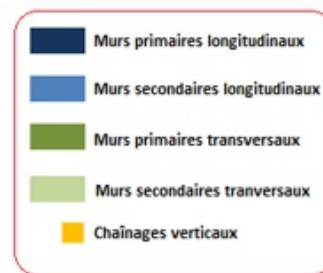 Murs primaires longitudinaux
Murs secondaires longitudinaux
Murs primaires transversaux
Murs secondaires tranversaux
Chaînages verticaux